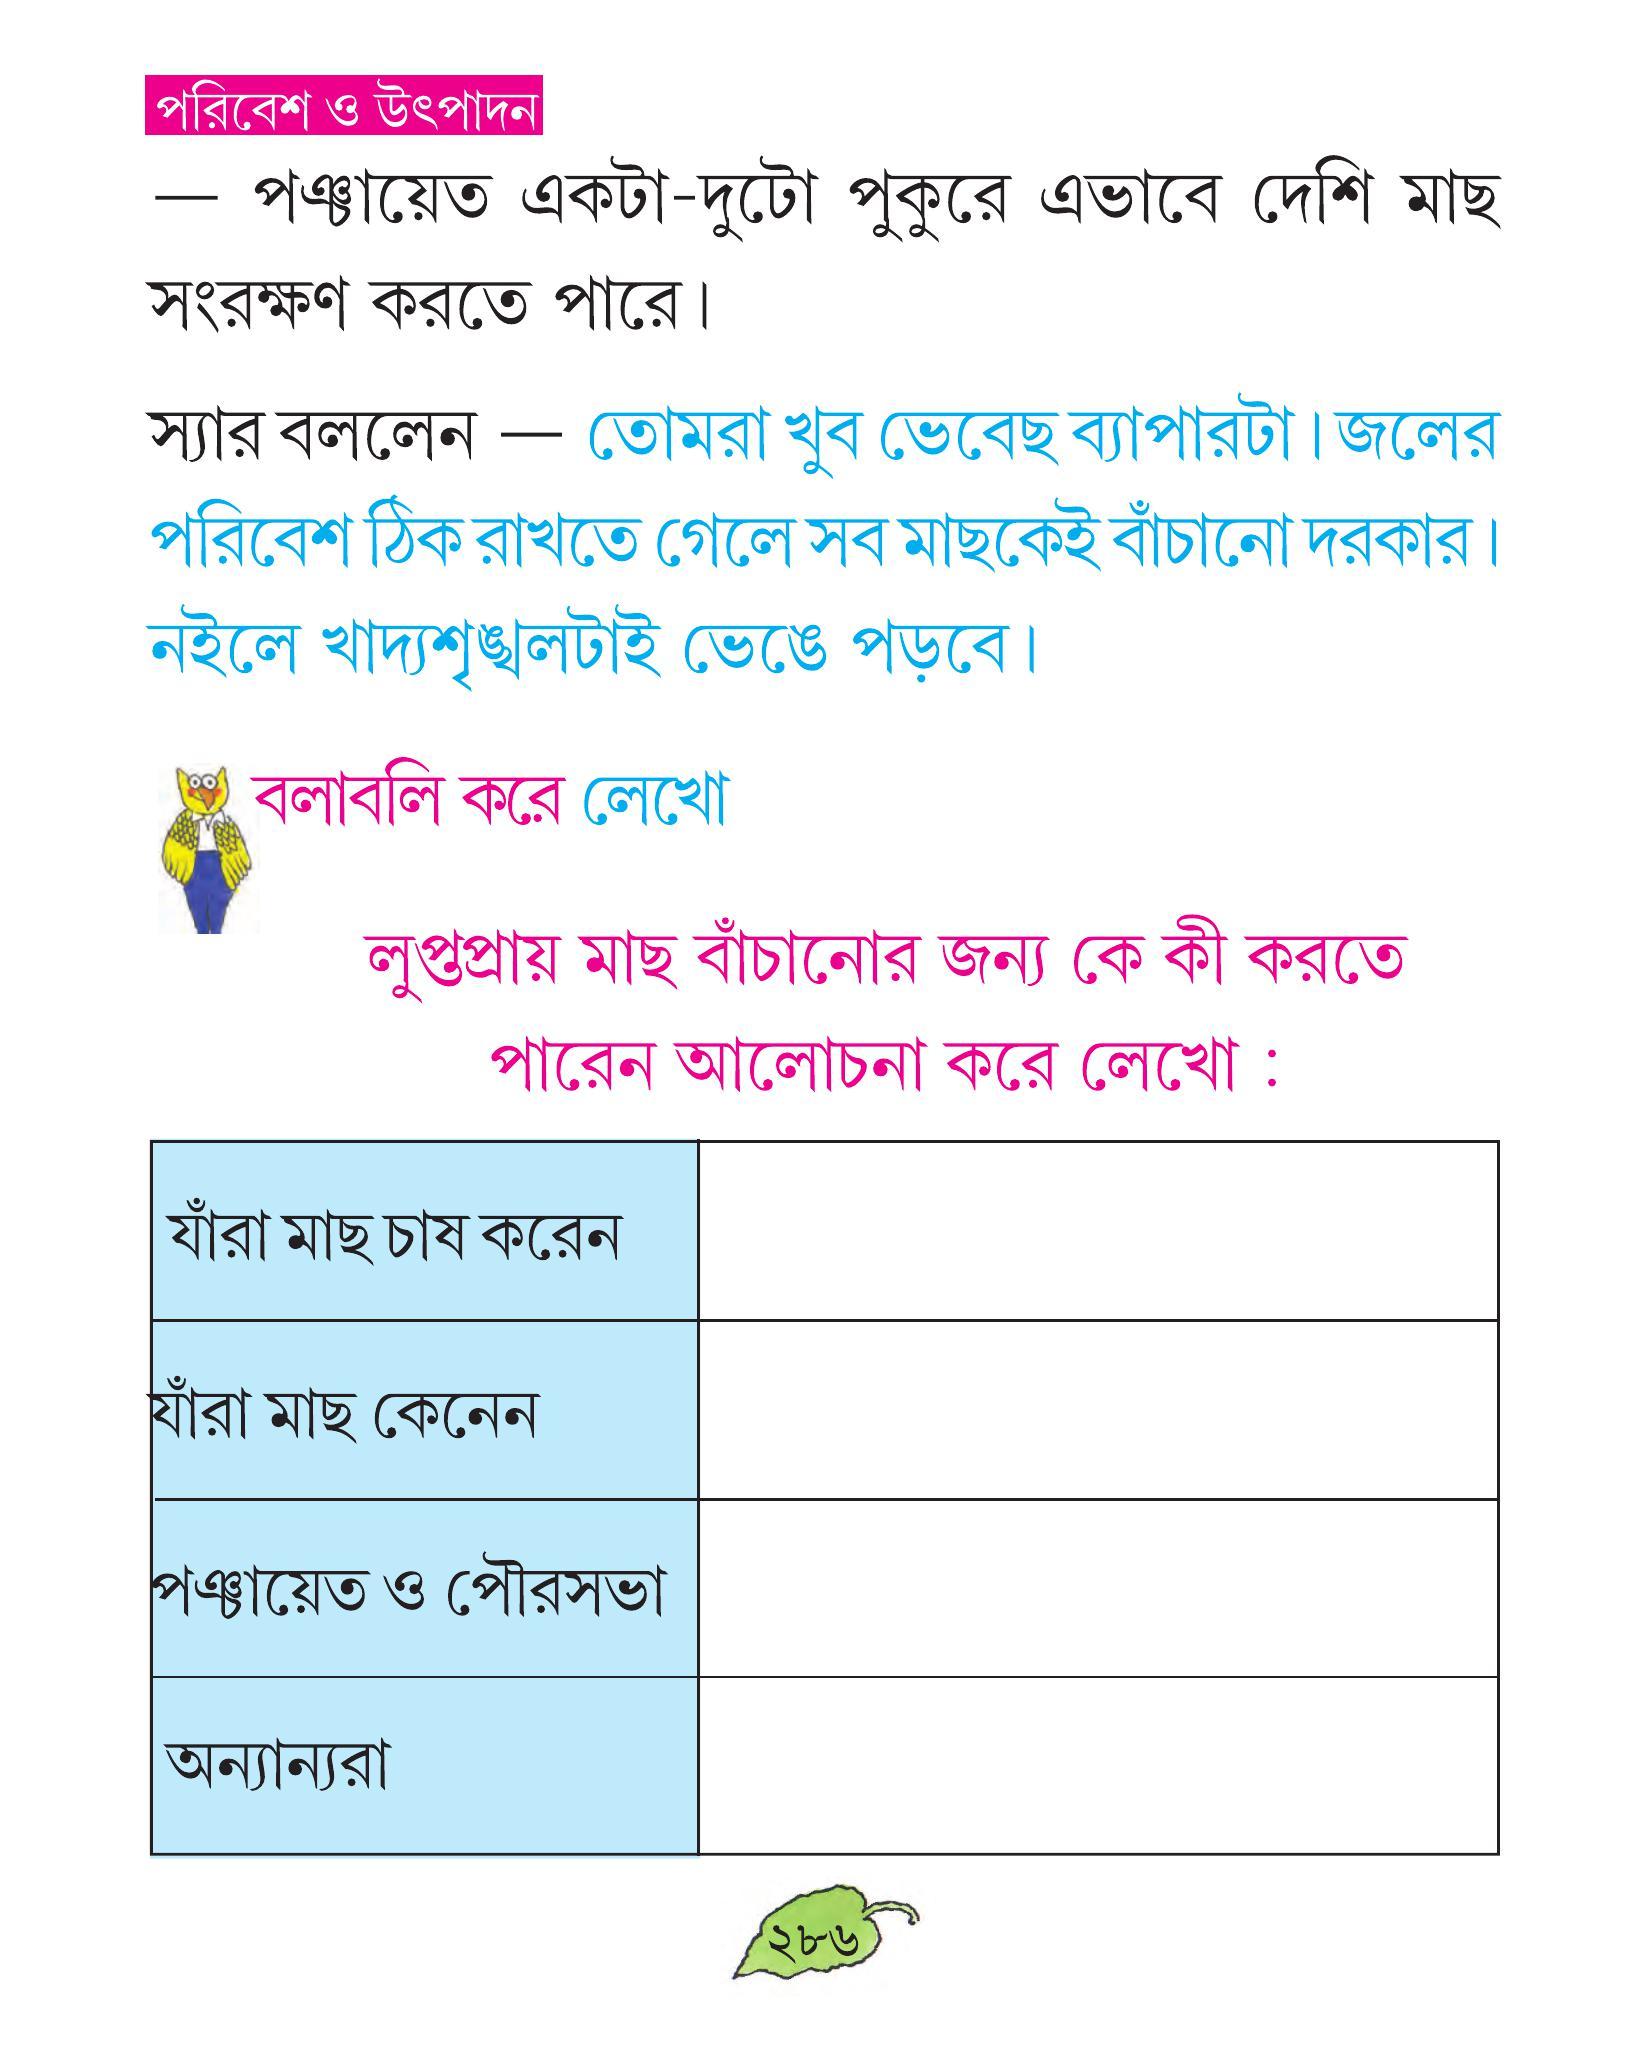 পরিবেশ ও উৎপাদন
— পঞ্চায়েত একটা-দুটো পুকুরে এভাবে দেশি মাছ
সংরক্ষণ করতে পারে।
স্যার বললেন — তোমরা খুব ভেবেছ ব্যাপারটা। জলের
পরিবেশ ঠিক রাখতে গেলে সব মাছকেই বাঁচানো দরকার।
নইলে খাদ্যশৃঙ্খলটাই ভেঙে পড়বে।
বলাবলি করে লেখো
লুপ্তপ্রায় মাছ বাঁচানোর জন্য কে কী করতে
পারেন আলোচনা করে লেখো :
যাঁরা মাছ চাষ করেন
যাঁরা মাছ কেনেন
পঞ্চায়েত ও পৌরসভা
অন্যান্যরা
২৮৬